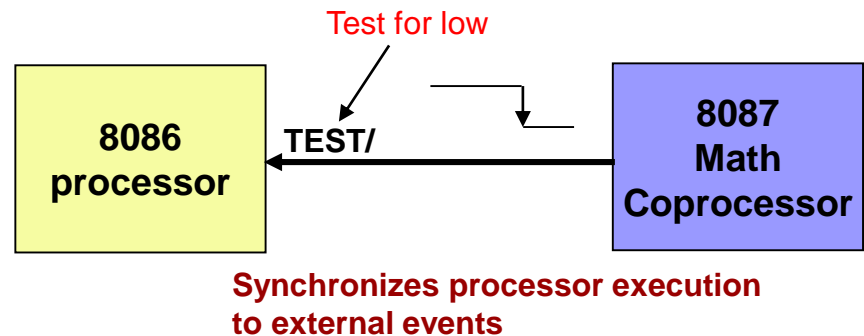 Test for low
8086
processor
TEST/
8087
Math
Coprocessor
Synchronizes processor execution
to external events